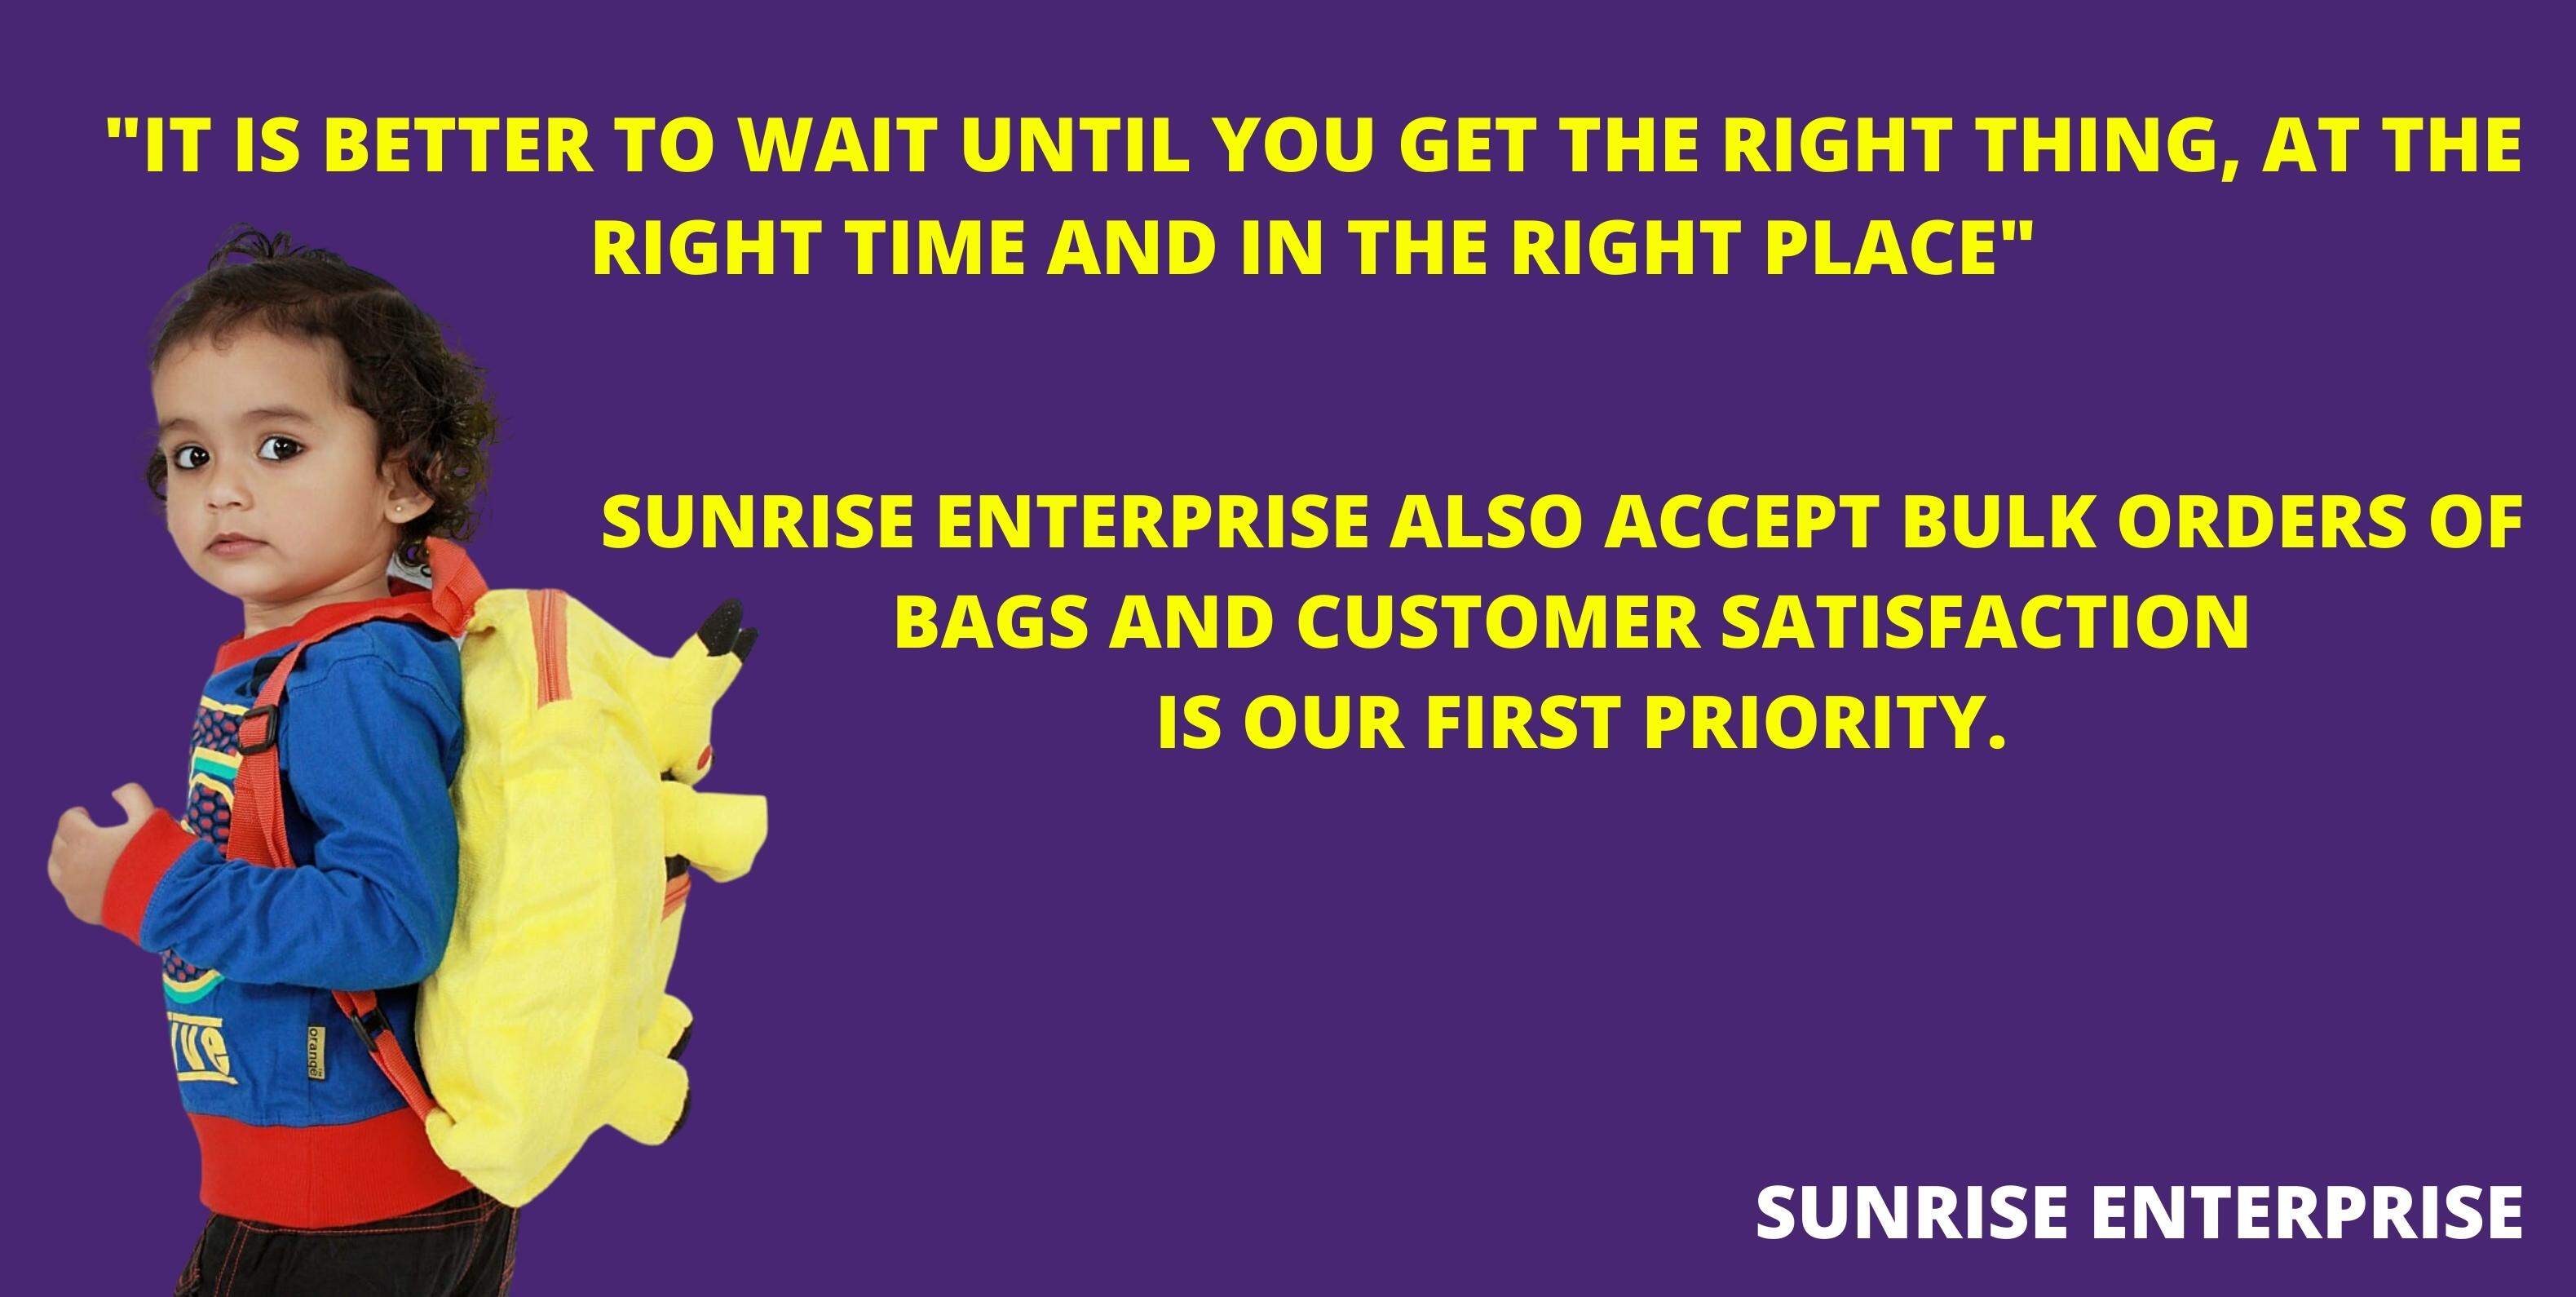 "IT IS BETTER TO WAIT UNTIL YOU GET THE RIGHT THING, AT THE
RIGHT TIME AND IN THE RIGHT PLACE"
SUNRISE ENTERPRISE ALSO ACCEPT BULK ORDERS OF
BAGS AND CUSTOMER SATISFACTION
IS OUR FIRST PRIORITY.
orange
SUNRISE ENTERPRISE